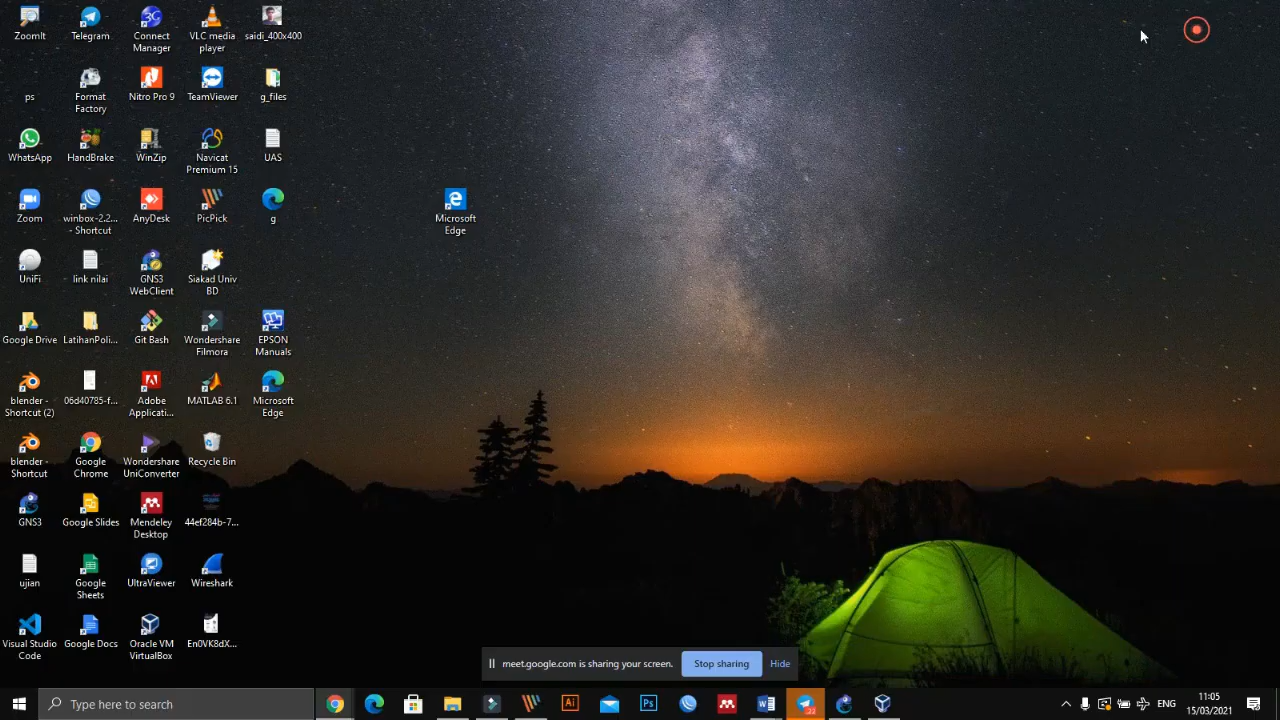 ZoomIt
Telegram
Connect
Manager
VLC media
player
saidi_400x400
ps
Format
Factory
Nitro Pro 9
TeamViewer
g_files
WhatsApp
HandBrake
WinZip
Navicat
Premium 15
UAS
Zoom
winbox-2.2...
- Shortcut
AnyDesk
PicPick
g
Microsoft
Edge
UniFi
link nilai
GNS3
WebClient
Siakad Univ
BD
Google Drive
LatihanPoli...
Git Bash
Wondershare
Filmora
EPSON
Manuals
blender -
Shortcut (2)
06d40785-f...
Adobe
Applicati...
MATLAB 6.1
Microsoft
Edge
blender -
Shortcut
Google
Chrome
Wondershare
UniConverter
Recycle Bin
GNS3
Google Slides
Mendeley
Desktop
44ef284b-7...
ujian
Google
Sheets
UltraViewer
Wireshark
Visual Studio
Code
Google Docs
Oracle VM
VirtualBox
En0VK8dX...
meet.google.com is sharing your screen.
Stop sharing
Hide
Type here to search
ENG
11:05
15/03/2021